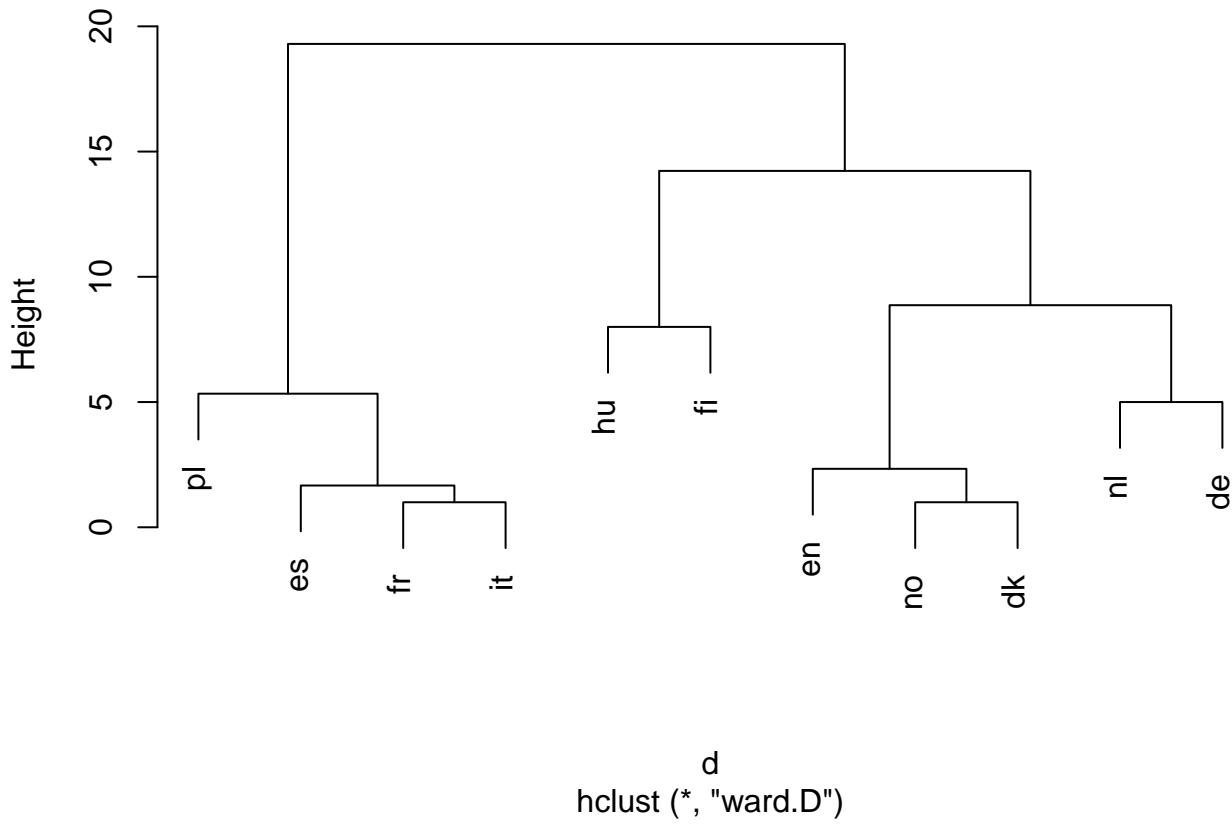 20
15
10
5
0
Height
pl
es
fr
it
hu
fi
en
no
dk
nl
de
d
hclust (*, "ward.D")